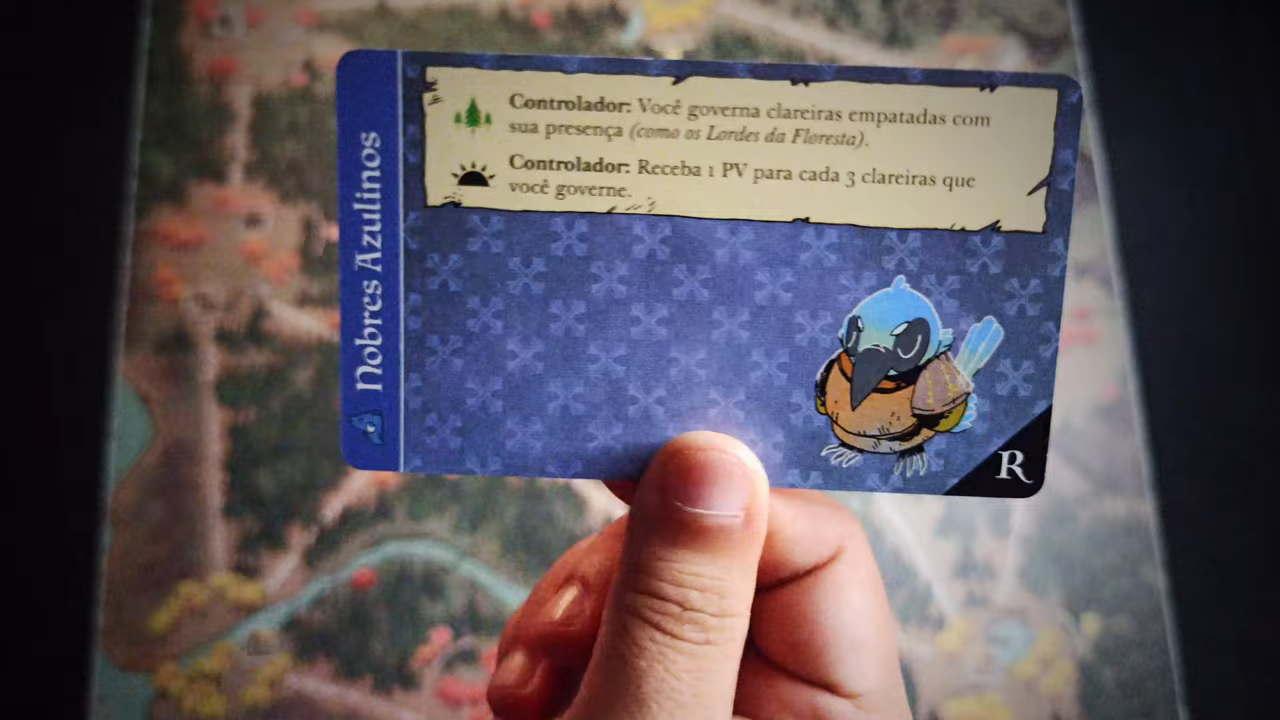 Nobres Azulinos
Controlador: Você governa clareiras empatadas com
sua presença (como os Lordes da Floresta).
Controlador: Receba 1 PV para cada 3 clareiras que
você governe.
R